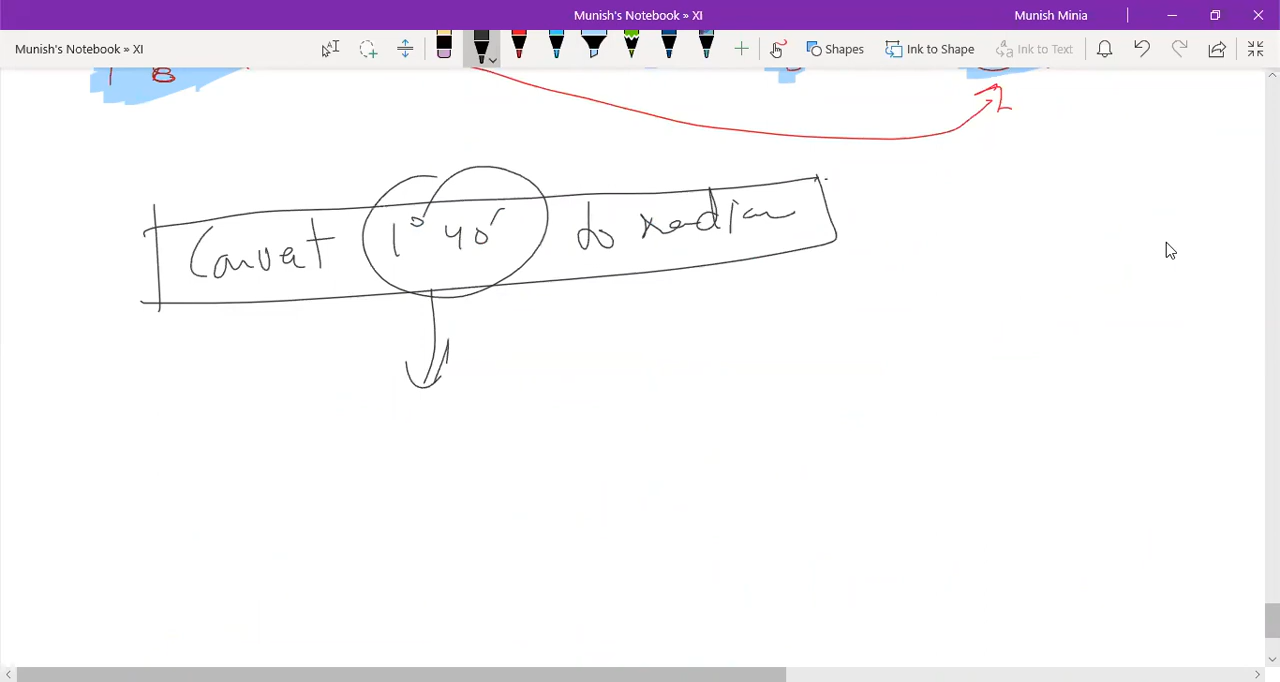 Munish's Notebook » XI
Munish Minia
Munish's Notebook » XI
Shapes
Ink to Shape
Ink to Text
8
Convert 1° 40' to radian